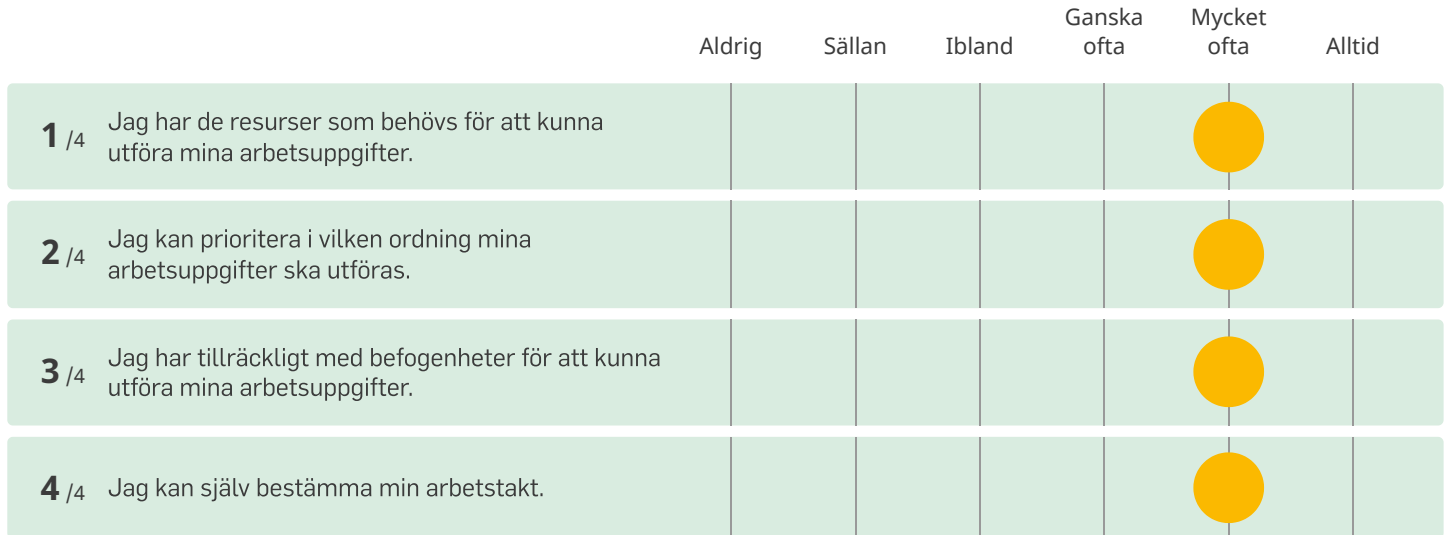 Aldrig Sällan Ibland Ganska ofta Mycket ofta Alltid
1 /4 Jag har de resurser som behövs för att kunna
utföra mina arbetsuppgifter.
2 /4 Jag kan prioritera i vilken ordning mina
arbetsuppgifter ska utföras.
3 /4 Jag har tillräckligt med befogenheter för att kunna
utföra mina arbetsuppgifter.
4 /4 Jag kan själv bestämma min arbetstakt.